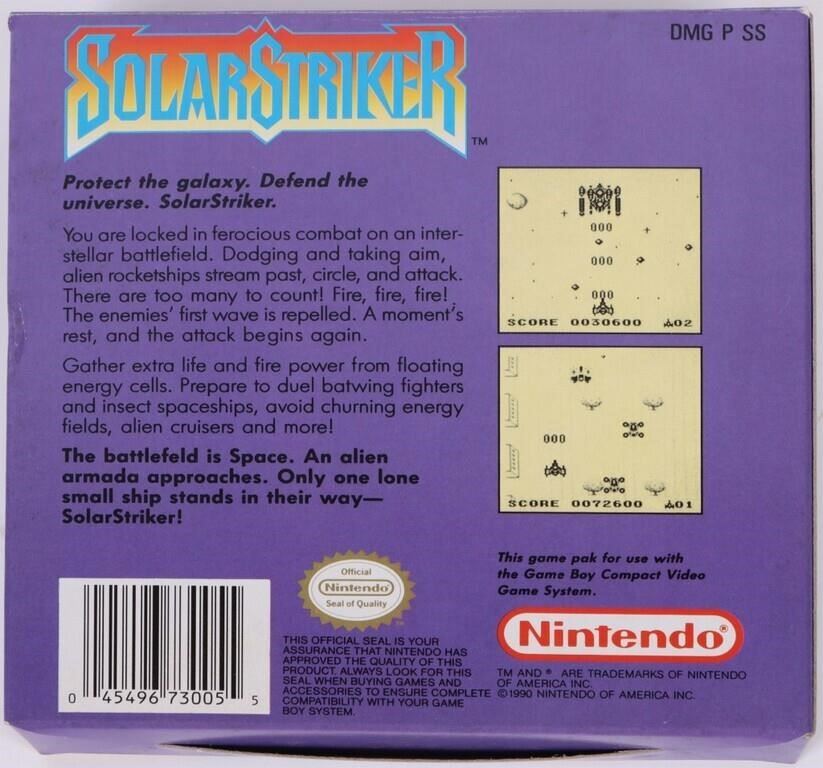 DMG P SS
SOLARSTRIKER™
Protect the galaxy. Defend the
universe. SolarStriker.
You are locked in ferocious combat on an inter-
stellar battlefield. Dodging and taking aim,
alien rocketships stream past, circle, and attack.
There are too many to count! Fire, fire, fire!
The enemies' first wave is repelled. A moment's
rest, and the attack begins again.
Gather extra life and fire power from floating
energy cells. Prepare to duel batwing fighters
and insect spaceships, avoid churning energy
fields, alien cruisers and more!
The battlefeld is Space. An alien
armada approaches. Only one lone
small ship stands in their way—
SolarStriker!
SCORE 0030600 02
SCORE 0072600 01
This game pak for use with
the Game Boy Compact Video
Game System.
Official
Nintendo®
Seal of Quality
™
THIS OFFICIAL SEAL IS YOUR
ASSURANCE THAT NINTENDO HAS
APPROVED THE QUALITY OF THIS
PRODUCT. ALWAYS LOOK FOR THIS
SEAL WHEN BUYING GAMES AND
ACCESSORIES TO ENSURE COMPLETE
COMPATIBILITY WITH YOUR GAME
BOY SYSTEM.
Nintendo®
TM AND ® ARE TRADEMARKS OF NINTENDO
OF AMERICA INC.
©1990 NINTENDO OF AMERICA INC.
0 45496 73005 5